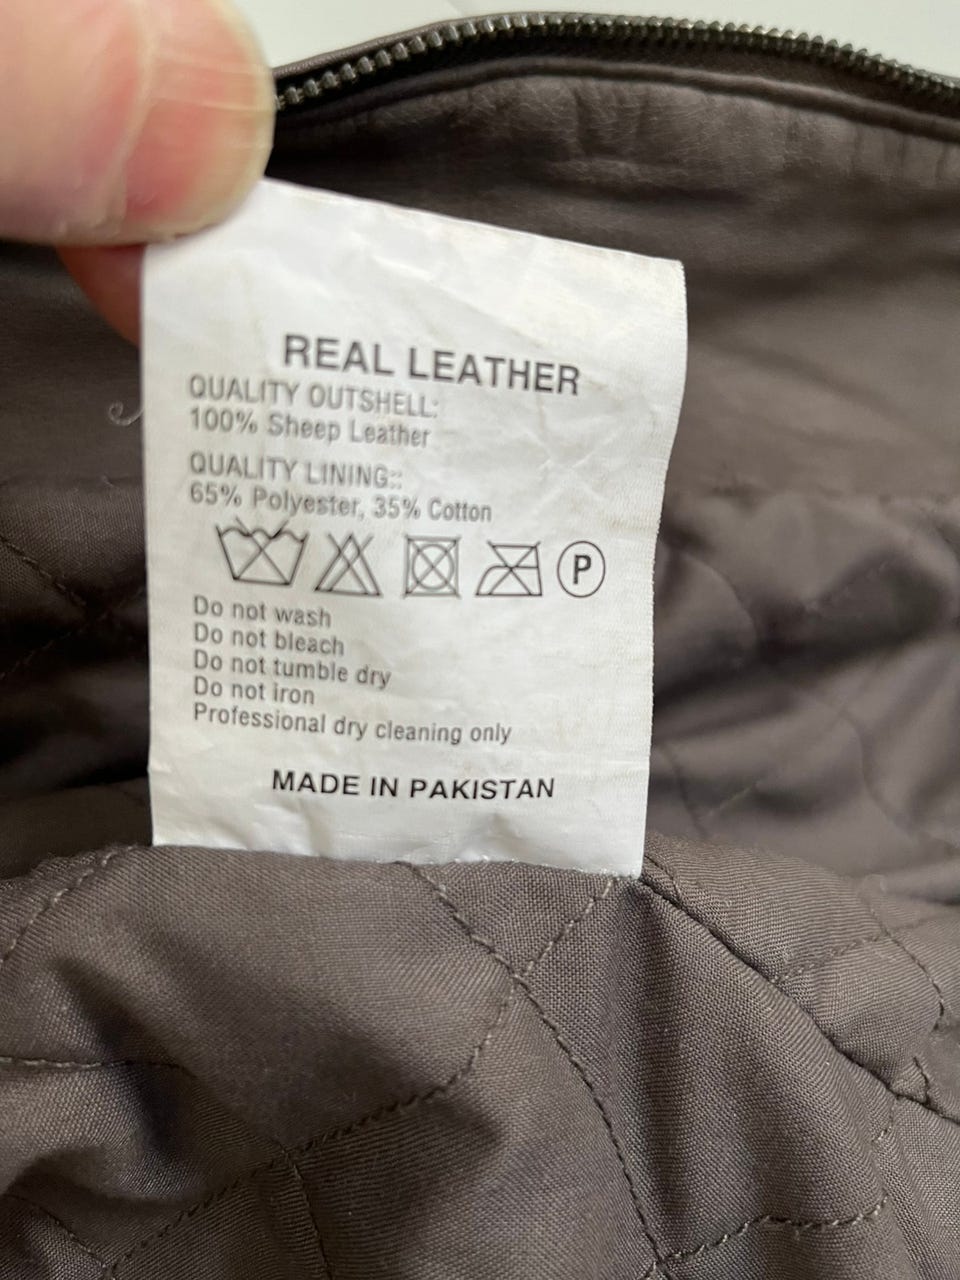 REAL LEATHER
QUALITY OUTSHELL:
100% Sheep Leather
QUALITY LINING::
65% Polyester, 35% Cotton
P
Do not wash
Do not bleach
Do not tumble dry
Do not iron
Professional dry cleaning only
MADE IN PAKISTAN